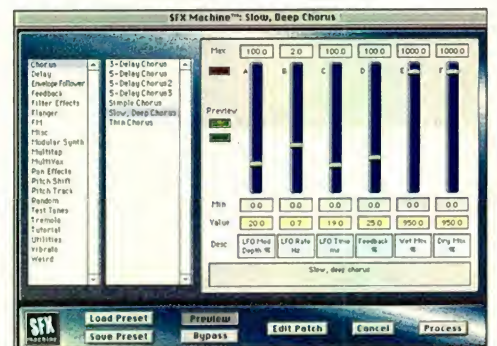 SFX Machine™: Slow, Deep Chorus
Chorus
Delay
Envelope Follower
Feedback
Filter Effects
Flanger
FM
Misc
Modular Synth
Multitap
MultiVox
Pan Effects
Pitch Shift
Pitch Track
Random
Test Tones
Tremolo
Tutorial
Utilities
Vibrato
Weird
3-Delay Chorus
5-Delay Chorus
5-Delay Chorus2
5-Delay Chorus3
Simple Chorus
Slow, Deep Chorus
Thin Chorus
Max 100.0 2.0 100.0 100.0 1000.0 1000.0
A B C D E F
Preview
Min 0.0 0.0 0.0 0.0 0.0 0.0
Value 20.0 0.7 19.0 25.0 950.0 950.0
Desc LFO Mod Depth % LFO Rate Hz LFO Time ms Feedback % Wet Mix % Dry Mix %
Slow, deep chorus
SFX machine
Load Preset
Save Preset
Preview
Bypass
Edit Patch
Cancel
Process